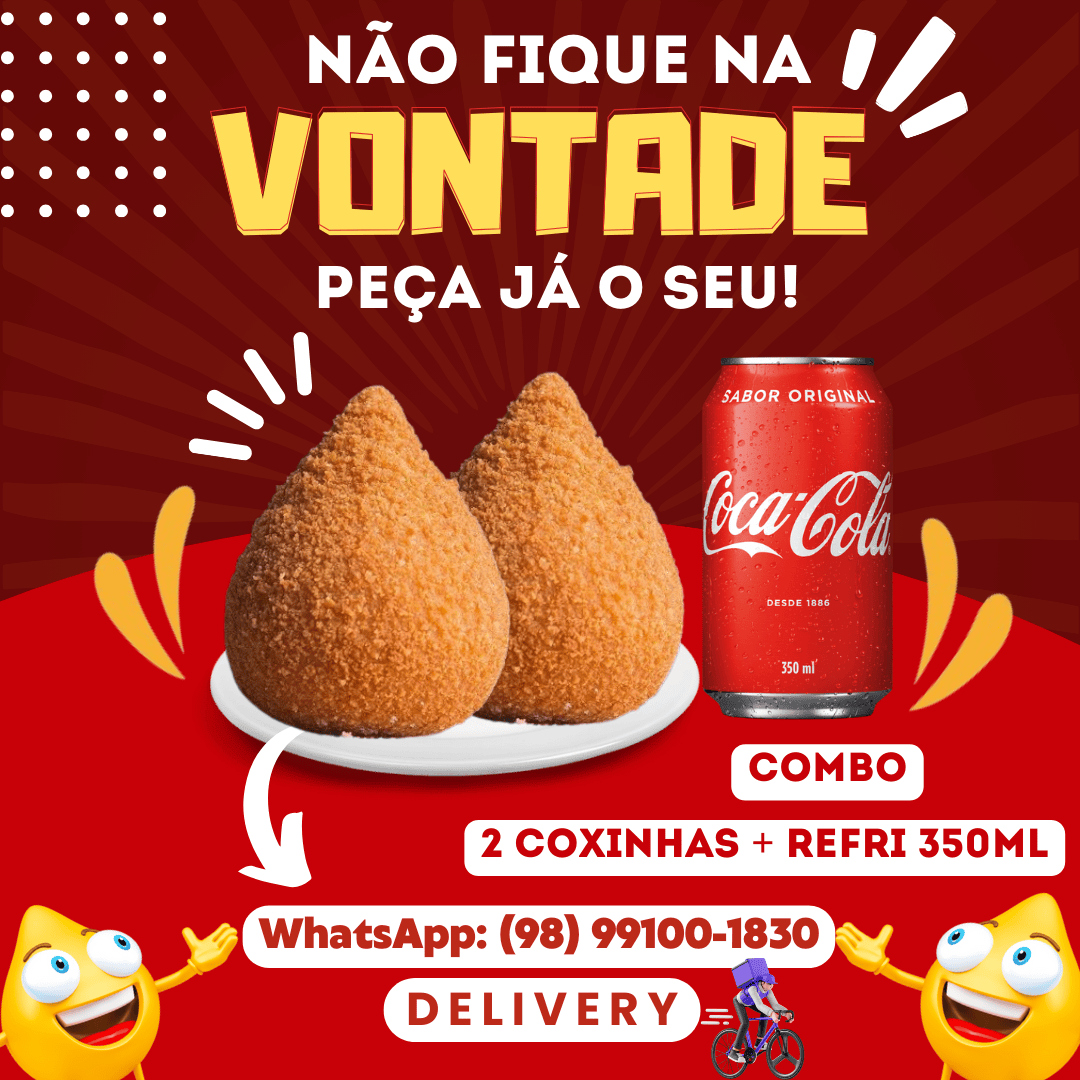 NÃO FIQUE NA
VONTADE
PEÇA JÁ O SEU!
SABOR ORIGINAL
Coca-Cola
DESDE 1886
350 ml
COMBO
2 COXINHAS + REFRI 350ML
WhatsApp: (98) 99100-1830
DELIVERY